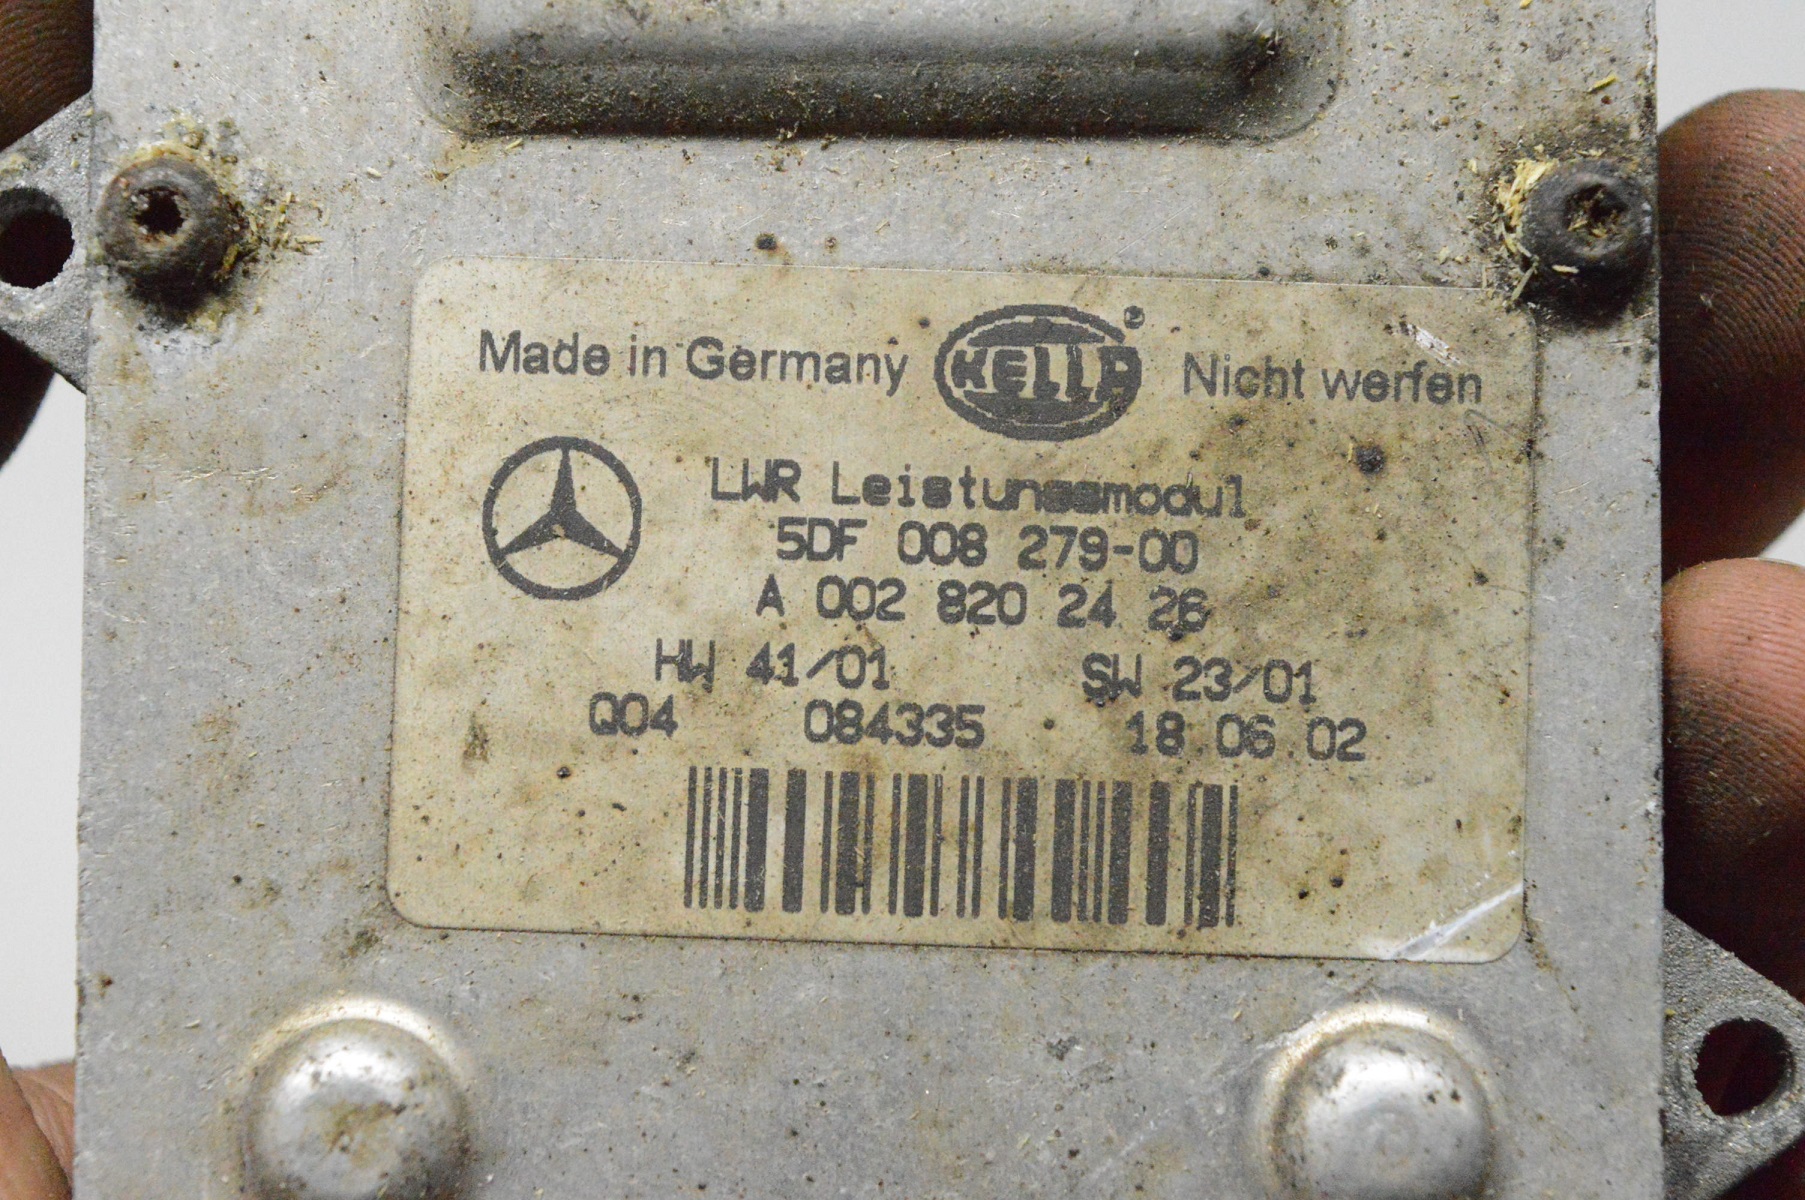 Made in Germany HELLA® Nicht werfen
LWR Leistungsmodul
5DF 008 279-00
A 002 820 24 26
HW 41/01 SW 23/01
Q04 084335 18.06.02